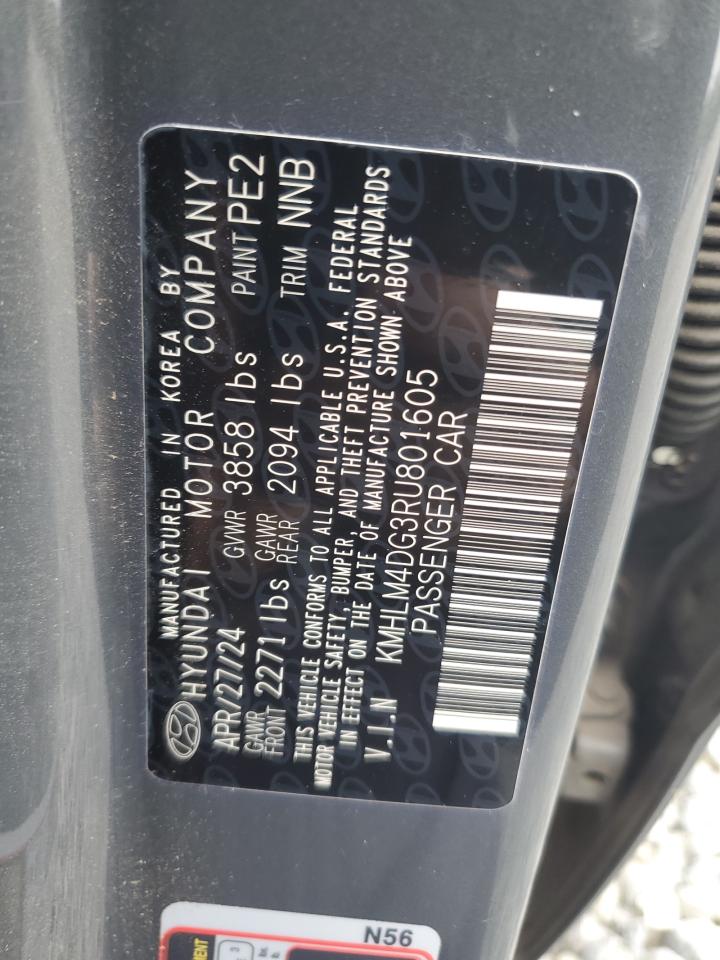 MANUFACTURED IN KOREA BY
HYUNDAI MOTOR COMPANY
APR/27/24 GVWR 3858 lbs PAINT PE2
GAWR FRONT 2271 lbs GAWR REAR 2094 lbs TRIM NNB
THIS VEHICLE CONFORMS TO ALL APPLICABLE U.S.A. FEDERAL
MOTOR VEHICLE SAFETY, BUMPER, AND THEFT PREVENTION STANDARDS
IN EFFECT ON THE DATE OF MANUFACTURE SHOWN ABOVE
V.I.N KMHLM4DG3RU801605
PASSENGER CAR
N56
3